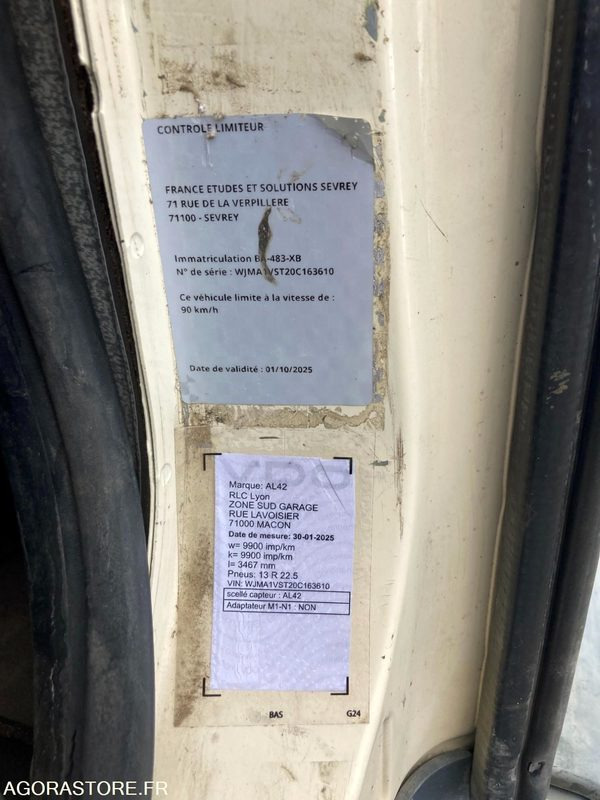 CONTROLE LIMITEUR
FRANCE ETUDES ET SOLUTIONS SEVREY
71 RUE DE LA VERPILLERE
71100 - SEVREY
Immatriculation -483-XB
N° de série : WJMA1VST20C163610
Ce véhicule limite à la vitesse de :
90 km/h
Date de validité : 01/10/2025
Marque: AL42
RLC Lyon
ZONE SUD GARAGE
RUE LAVOISIER
71000 MACON
Date de mesure: 30-01-2025
w= 9900 imp/km
k= 9900 imp/km
l= 3467 mm
Pneus: 13 R 22.5
VIN: WJMA1VST20C163610
scellé capteur : AL42
Adaptateur M1-N1 : NON
BAS G24
AGORASTORE.FR